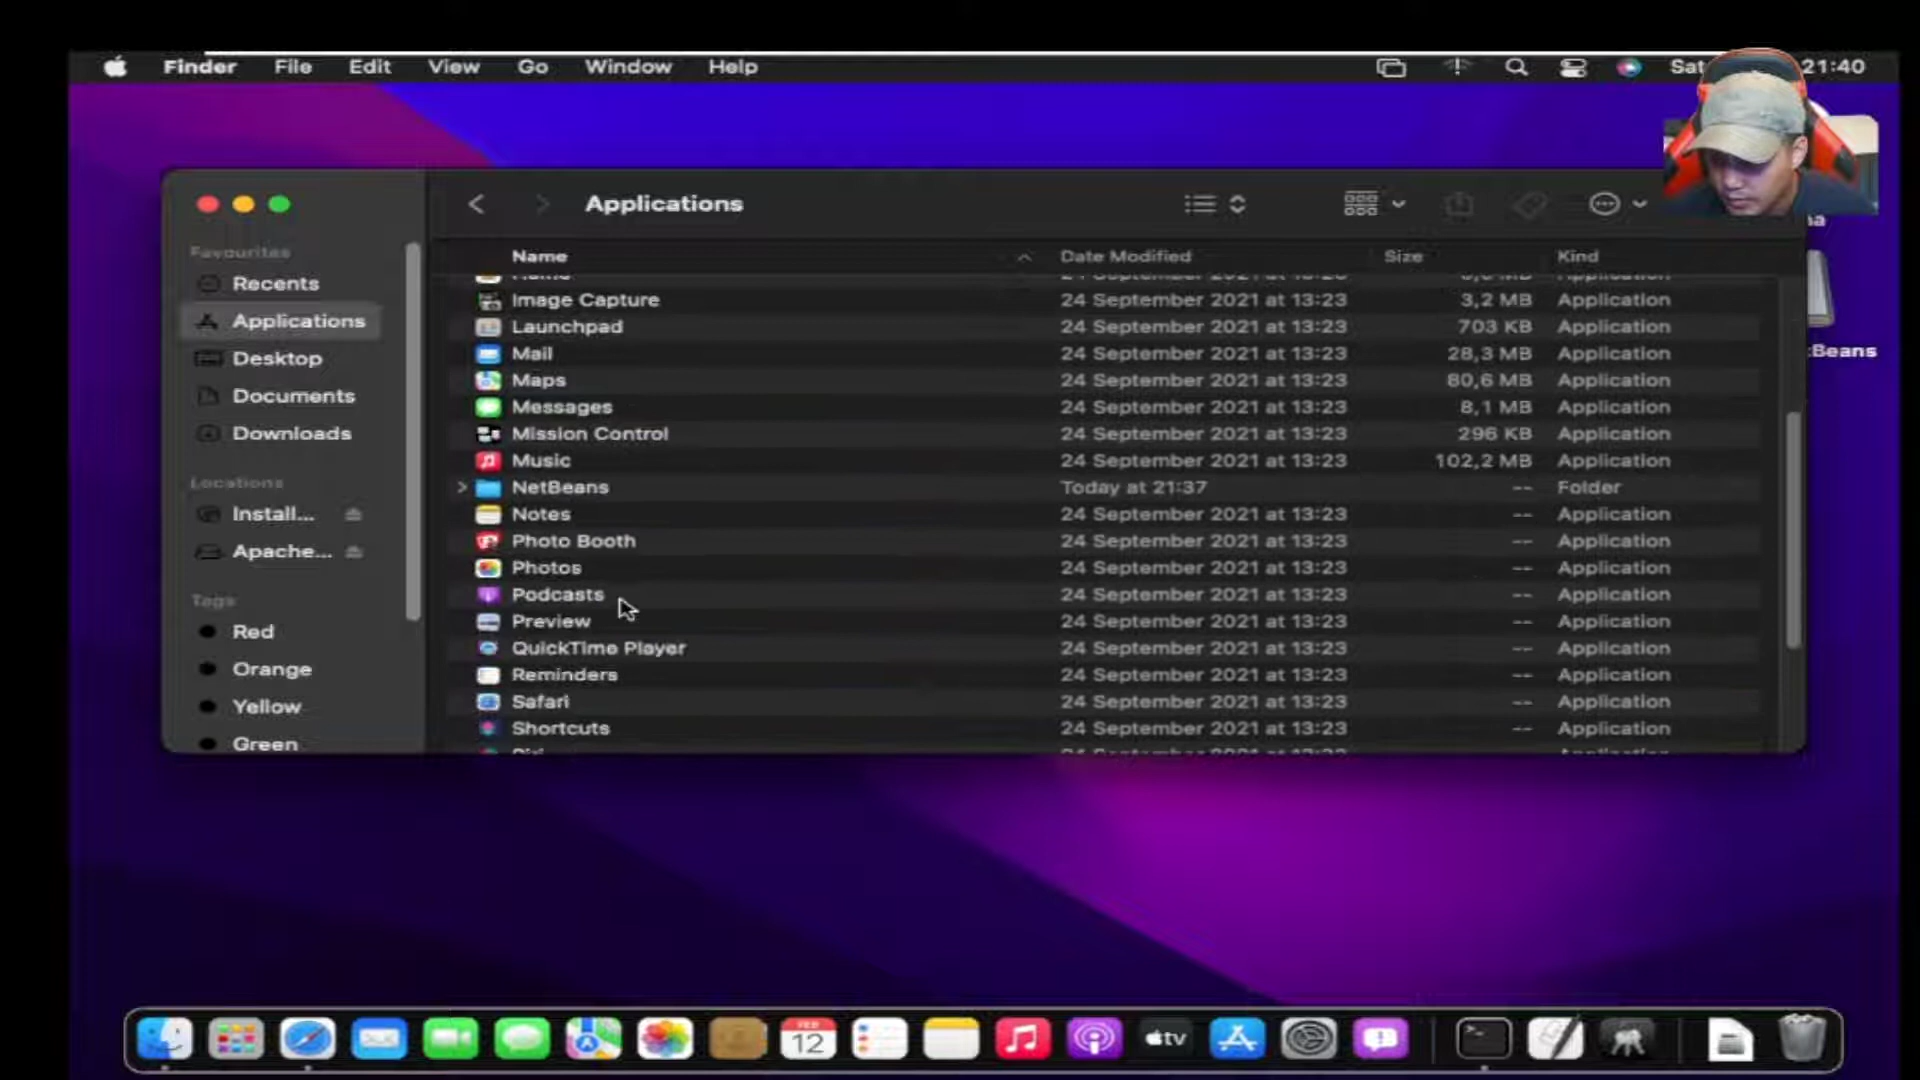 Finder File Edit View Go Window Help Sat 21:40
Applications
Favourites
Recents
Applications
Desktop
Documents
Downloads
Locations
Install...
Apache...
Tags
Red
Orange
Yellow
Green
Name Date Modified Size Kind
Image Capture 24 September 2021 at 13:23 3,2 MB Application
Launchpad 24 September 2021 at 13:23 703 KB Application
Mail 24 September 2021 at 13:23 28,3 MB Application
Maps 24 September 2021 at 13:23 80,6 MB Application
Messages 24 September 2021 at 13:23 8,1 MB Application
Mission Control 24 September 2021 at 13:23 296 KB Application
Music 24 September 2021 at 13:23 102,2 MB Application
NetBeans Today at 21:37 -- Folder
Notes 24 September 2021 at 13:23 -- Application
Photo Booth 24 September 2021 at 13:23 -- Application
Photos 24 September 2021 at 13:23 -- Application
Podcasts 24 September 2021 at 13:23 -- Application
Preview 24 September 2021 at 13:23 -- Application
QuickTime Player 24 September 2021 at 13:23 -- Application
Reminders 24 September 2021 at 13:23 -- Application
Safari 24 September 2021 at 13:23 -- Application
Shortcuts 24 September 2021 at 13:23 -- Application
Beans
FEB
12
tv